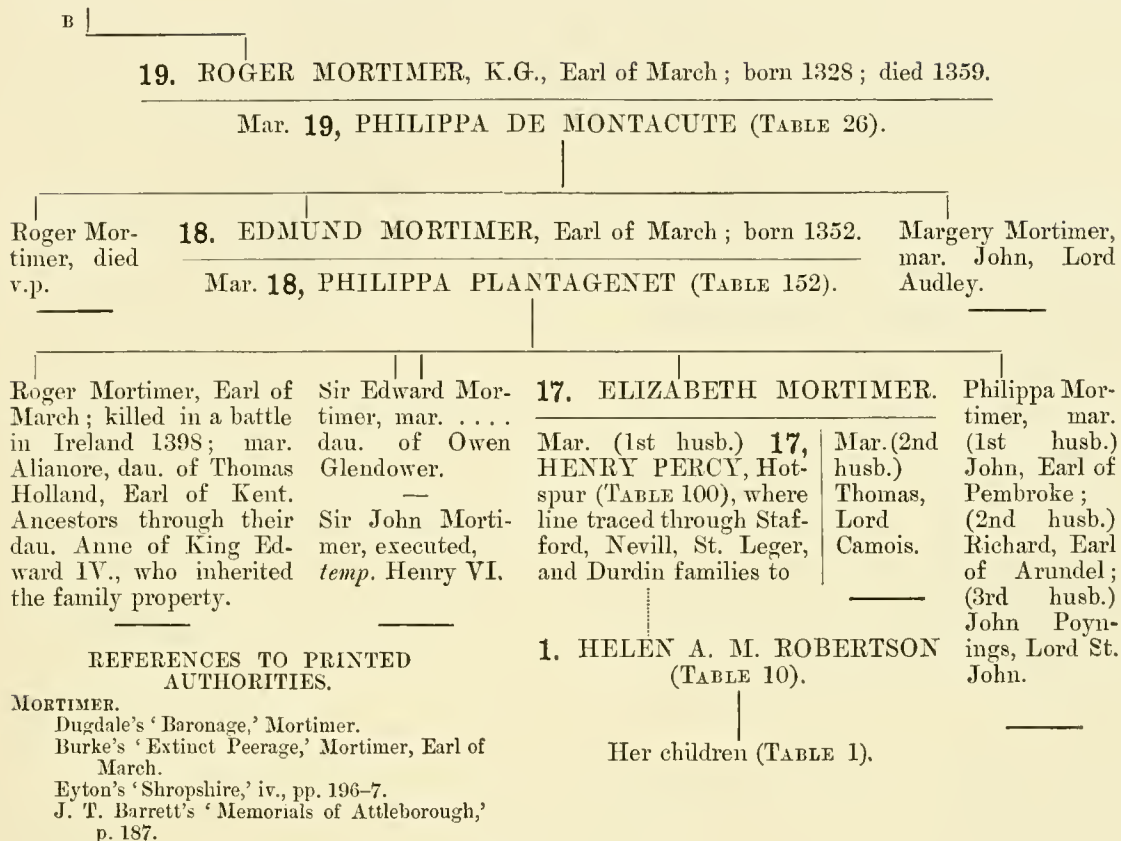 B
19. ROGER MORTIMER, K.G., Earl of March; born 1328; died 1359.
Mar. 19, PHILIPPA DE MONTACUTE (TABLE 26).
Roger Mor-
timer, died
v.p.
18. EDMUND MORTIMER, Earl of March; born 1352.
Mar. 18, PHILIPPA PLANTAGENET (TABLE 152).
Margery Mortimer,
mar. John, Lord
Audley.
Roger Mortimer, Earl of
March; killed in a battle
in Ireland 1398; mar.
Alianore, dau. of Thomas
Holland, Earl of Kent.
Ancestors through their
dau. Anne of King Ed-
ward IV., who inherited
the family property.
Sir Edward Mor-
timer, mar. ....
dau. of Owen
Glendower.
—
Sir John Morti-
mer, executed,
temp. Henry VI.
17. ELIZABETH MORTIMER.
Mar. (1st husb.) 17,
HENRY PERCY, Hot-
spur (TABLE 100), where
line traced through Staf-
ford, Nevill, St. Leger,
and Durdin families to
Mar. (2nd
husb.)
Thomas,
Lord
Camois.
1. HELEN A. M. ROBERTSON
(TABLE 10).
Her children (TABLE 1).
Philippa Mor-
timer, mar.
(1st husb.)
John, Earl of
Pembroke;
(2nd husb.)
Richard, Earl
of Arundel;
(3rd husb.)
John Poyn-
ings, Lord St.
John.
REFERENCES TO PRINTED
AUTHORITIES.
MORTIMER.
Dugdale's 'Baronage,' Mortimer.
Burke's 'Extinct Peerage,' Mortimer, Earl of
March.
Eyton's 'Shropshire,' iv., pp. 196–7.
J. T. Barrett's 'Memorials of Attleborough,'
p. 187.